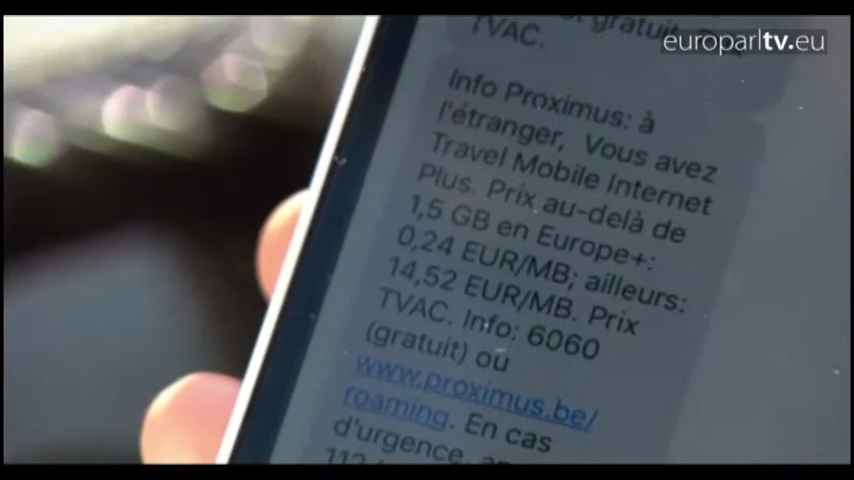 gratuit
TVAC.
europarltv.eu
Info Proximus: à
l'étranger, Vous avez
Travel Mobile Internet
Plus. Prix au-delà de
1,5 GB en Europe+:
0,24 EUR/MB; ailleurs:
14,52 EUR/MB. Prix
TVAC. Info: 6060
(gratuit) ou
www.proximus.be/
roaming. En cas
d'urgence,
112